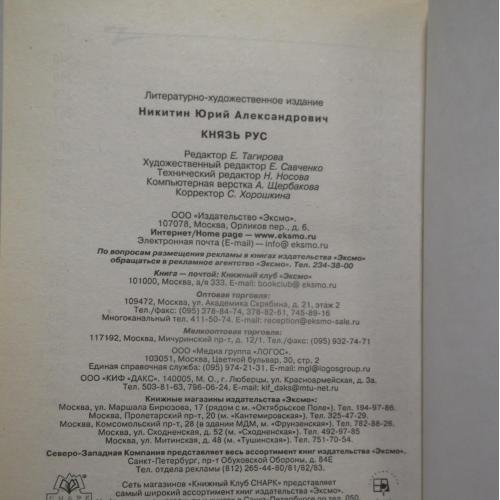 Литературно-художественное издание
Никитин Юрий Александрович
КНЯЗЬ РУС
Редактор Е. Тагирова
Художественный редактор Е. Савченко
Технический редактор Н. Носова
Компьютерная верстка А. Щербакова
Корректор С. Хорошкина
ООО «Издательство «Эксмо».
107078, Москва, Орликов пер., д. 6.
Интернет/Home page — www.eksmo.ru
Электронная почта (E-mail) — info@ eksmo.ru
По вопросам размещения рекламы в книгах издательства «Эксмо»
обращаться в рекламное агентство «Эксмо». Тел. 234-38-00
Книга — почтой: Книжный клуб «Эксмо»
101000, Москва, а/я 333. E-mail: bookclub@ eksmo.ru
Оптовая торговля:
109472, Москва, ул. Академика Скрябина, д. 21, этаж 2
Тел./факс: (095) 378-84-74, 378-82-61, 745-89-16
Многоканальный тел. 411-50-74. E-mail: reception@eksmo-sale.ru
Мелкооптовая торговля:
117192, Москва, Мичуринский пр-т, д. 12/1. Тел./факс: (095) 932-74-71
ООО «Медиа группа «ЛОГОС».
103051, Москва, Цветной бульвар, 30, стр. 2
Единая справочная служба: (095) 974-21-31. E-mail: mgl@logosgroup.ru
ООО «КИФ «ДАКС». 140005, М. О., г. Люберцы, ул. Красноармейская, д. 3а.
Тел. 503-81-63, 796-06-24. E-mail: kif_daks@mtu-net.ru
Книжные магазины издательства «Эксмо»:
Москва, ул. Маршала Бирюзова, 17 (рядом с м. «Октябрьское Поле»). Тел. 194-97-86.
Москва, Пролетарский пр-т, 20 (м. «Кантемировская»). Тел. 325-47-29.
Москва, Комсомольский пр-т, 28 (в здании МДМ, м. «Фрунзенская»). Тел. 782-88-26.
Москва, ул. Сходненская, д. 52 (м. «Сходненская»). Тел. 492-97-85
Москва, ул. Митинская, д. 48 (м. «Тушинская»). Тел. 751-70-54.
Северо-Западная Компания представляет весь ассортимент книг издательства «Эксмо».
Санкт-Петербург, пр-т Обуховской Обороны, д. 84Е
Тел. отдела рекламы (812) 265-44-80/81/82/83.
Сеть магазинов «Книжный Клуб СНАРК» представляет
самый широкий ассортимент книг издательства «Эксмо».
СНАРК